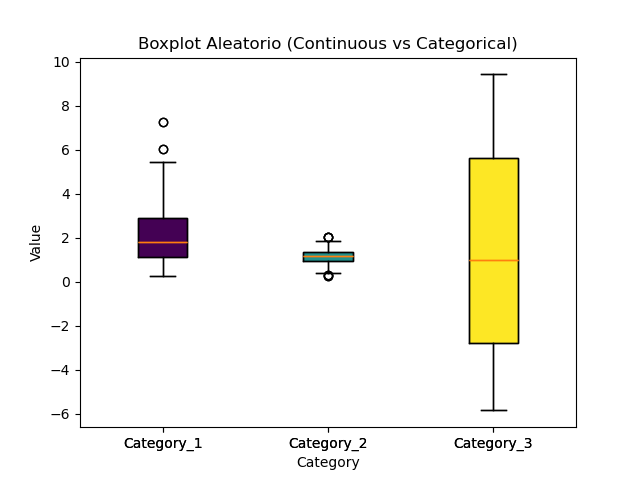 Boxplot Aleatorio (Continuous vs Categorical)
10
8
6
4
2
0
−2
−4
−6
Value
Category_1
Category_2
Category_3
Category